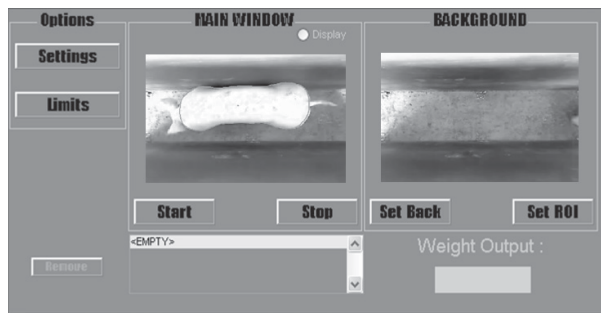 Options
MAIN WINDOW
BACKGROUND
Display
Settings
Limits
Start
Stop
Set Back
Set ROI
<EMPTY>
Weight Output :
Remove